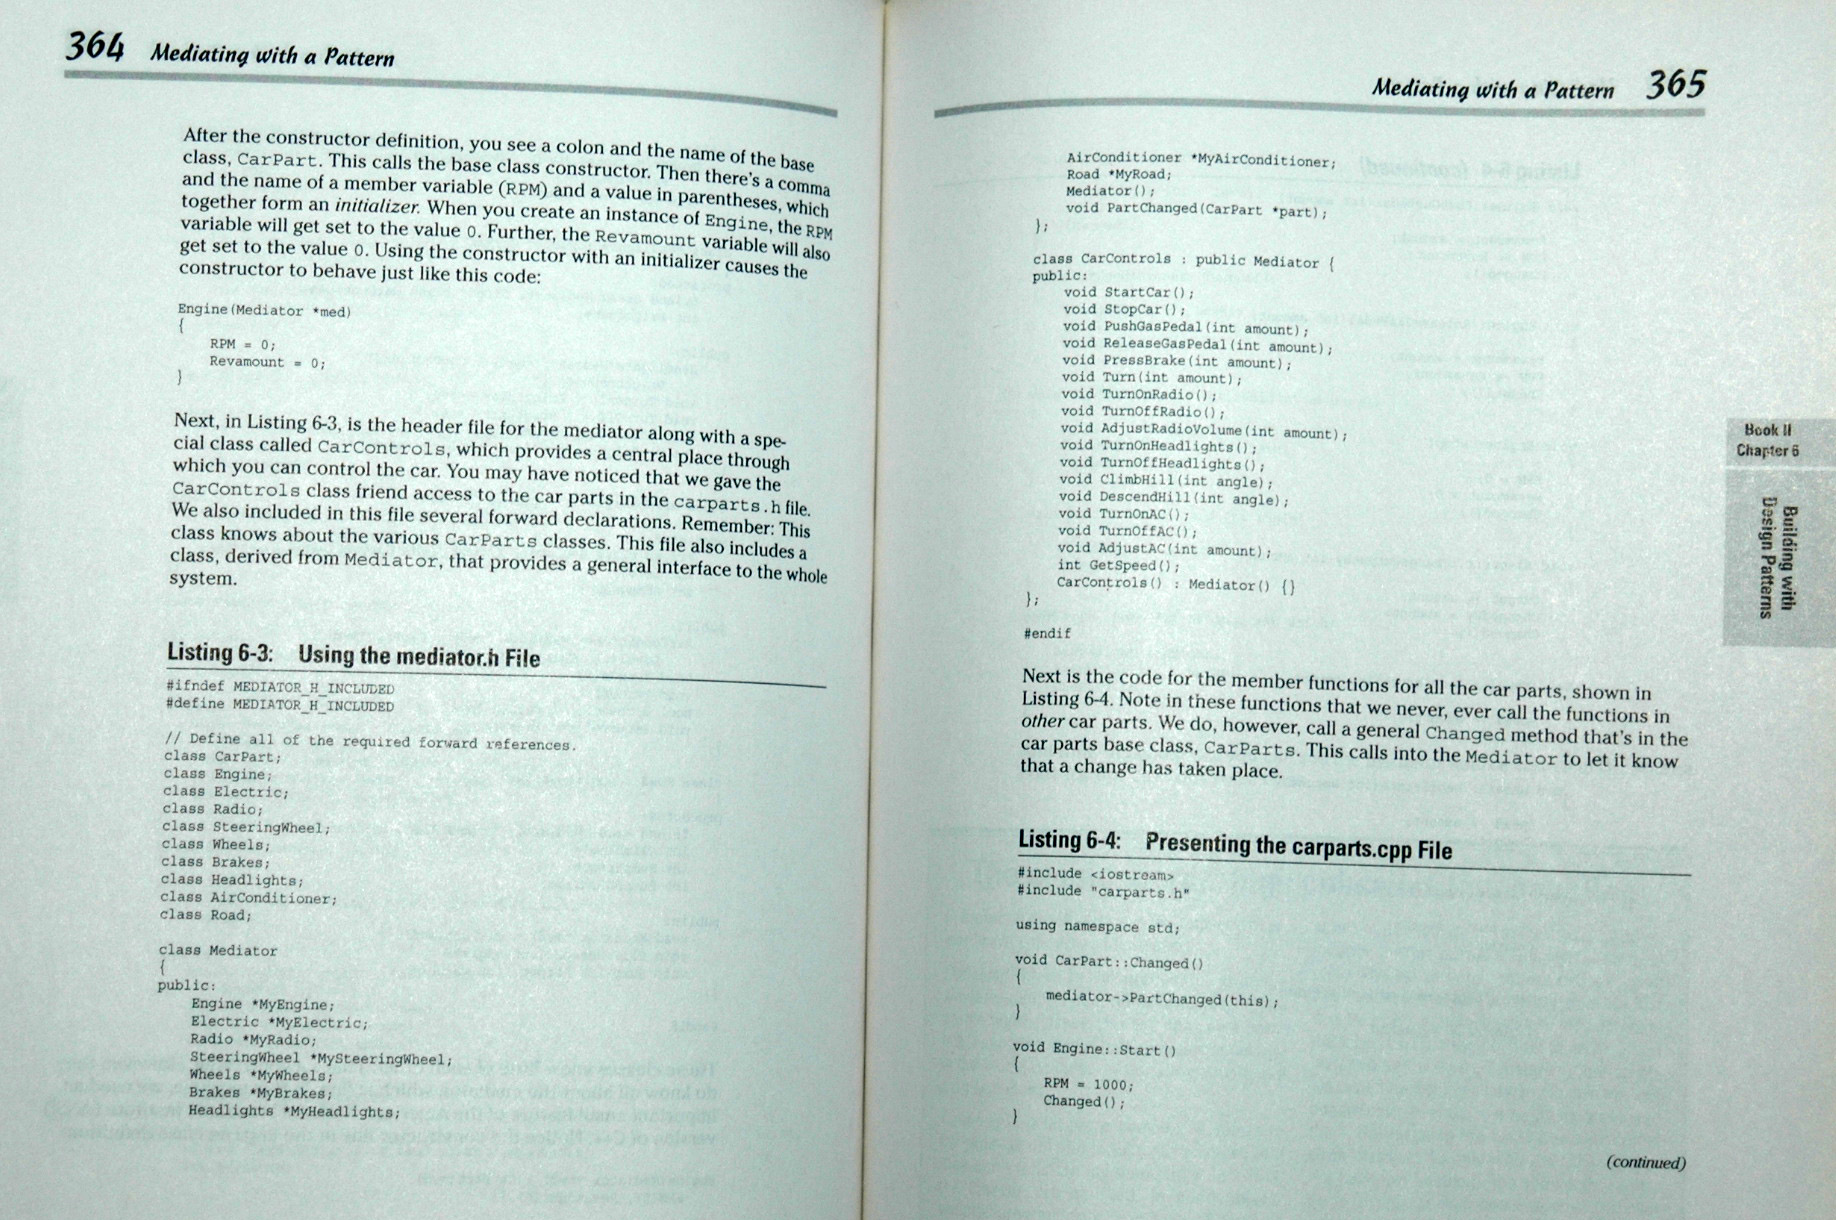 364 Mediating with a Pattern
After the constructor definition, you see a colon and the name of the base
class, CarPart. This calls the base class constructor. Then there's a comma
and the name of a member variable (RPM) and a value in parentheses, which
together form an initializer. When you create an instance of Engine, the RPM
variable will get set to the value 0. Further, the Revamount variable will also
get set to the value 0. Using the constructor with an initializer causes the
constructor to behave just like this code:
Engine(Mediator *med)
{
    RPM = 0;
    Revamount = 0;
}
Next, in Listing 6-3, is the header file for the mediator along with a spe-
cial class called CarControls, which provides a central place through
which you can control the car. You may have noticed that we gave the
CarControls class friend access to the car parts in the carparts.h file.
We also included in this file several forward declarations. Remember: This
class knows about the various CarParts classes. This file also includes a
class, derived from Mediator, that provides a general interface to the whole
system.
Listing 6-3: Using the mediator.h File
#ifndef MEDIATOR_H_INCLUDED
#define MEDIATOR_H_INCLUDED
// Define all of the required forward references.
class CarPart;
class Engine;
class Electric;
class Radio;
class SteeringWheel;
class Wheels;
class Brakes;
class Headlights;
class AirConditioner;
class Road;
class Mediator
{
public:
    Engine *MyEngine;
    Electric *MyElectric;
    Radio *MyRadio;
    SteeringWheel *MySteeringWheel;
    Wheels *MyWheels;
    Brakes *MyBrakes;
    Headlights *MyHeadlights;
Mediating with a Pattern 365
    AirConditioner *MyAirConditioner;
    Road *MyRoad;
    Mediator();
    void PartChanged(CarPart *part);
};
class CarControls : public Mediator {
public:
    void StartCar();
    void StopCar();
    void PushGasPedal(int amount);
    void ReleaseGasPedal(int amount);
    void PressBrake(int amount);
    void Turn(int amount);
    void TurnOnRadio();
    void TurnOffRadio();
    void AdjustRadioVolume(int amount);
    void TurnOnHeadlights();
    void TurnOffHeadlights();
    void ClimbHill(int angle);
    void DescendHill(int angle);
    void TurnOnAC();
    void TurnOffAC();
    void AdjustAC(int amount);
    int GetSpeed();
    CarControls() : Mediator() {}
};
#endif
Next is the code for the member functions for all the car parts, shown in
Listing 6-4. Note in these functions that we never, ever call the functions in
other car parts. We do, however, call a general Changed method that's in the
car parts base class, CarParts. This calls into the Mediator to let it know
that a change has taken place.
Listing 6-4: Presenting the carparts.cpp File
#include <iostream>
#include "carparts.h"
using namespace std;
void CarPart::Changed()
{
    mediator->PartChanged(this);
}
void Engine::Start()
{
    RPM = 1000;
    Changed();
}
(continued)
Book II
Chapter 6
Building with
Design Patterns